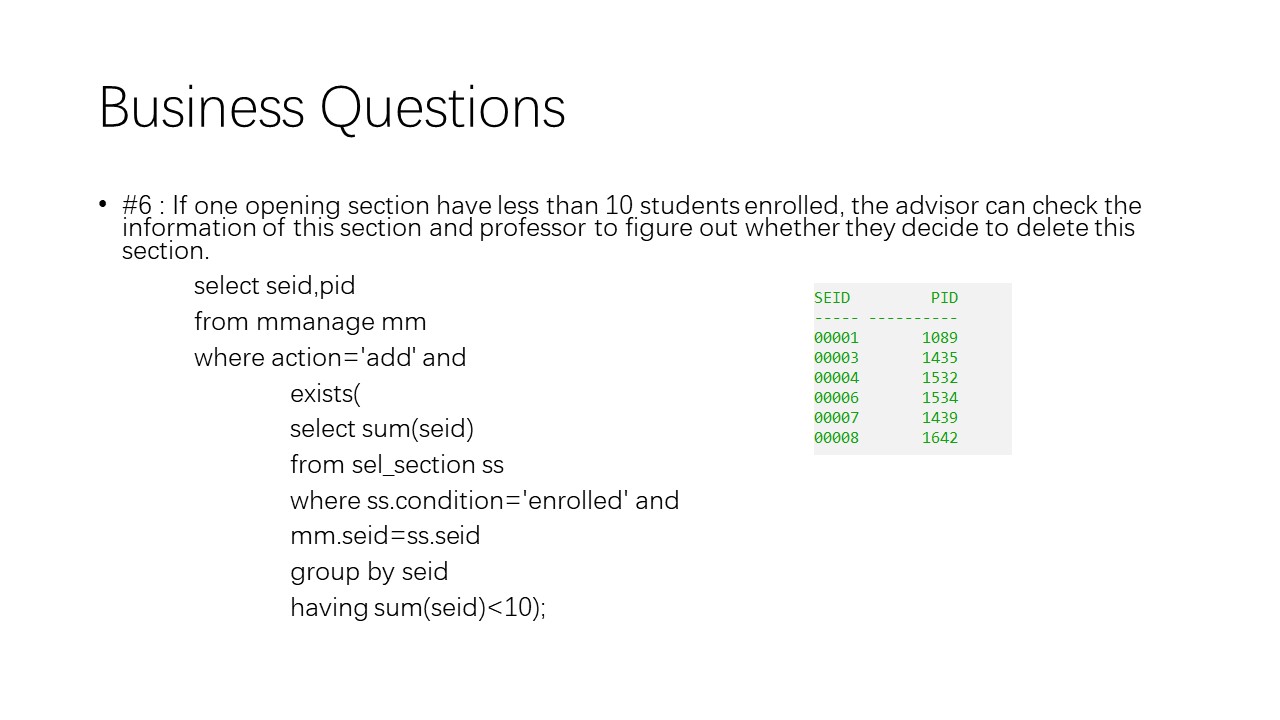 Business Questions
• #6 : If one opening section have less than 10 students enrolled, the advisor can check the
information of this section and professor to figure out whether they decide to delete this
section.
select seid,pid
from mmanage mm
where action='add' and
exists(
select sum(seid)
from sel_section ss
where ss.condition='enrolled' and
mm.seid=ss.seid
group by seid
having sum(seid)<10);
SEID         PID
----- ----------
00001       1089
00003       1435
00004       1532
00006       1534
00007       1439
00008       1642